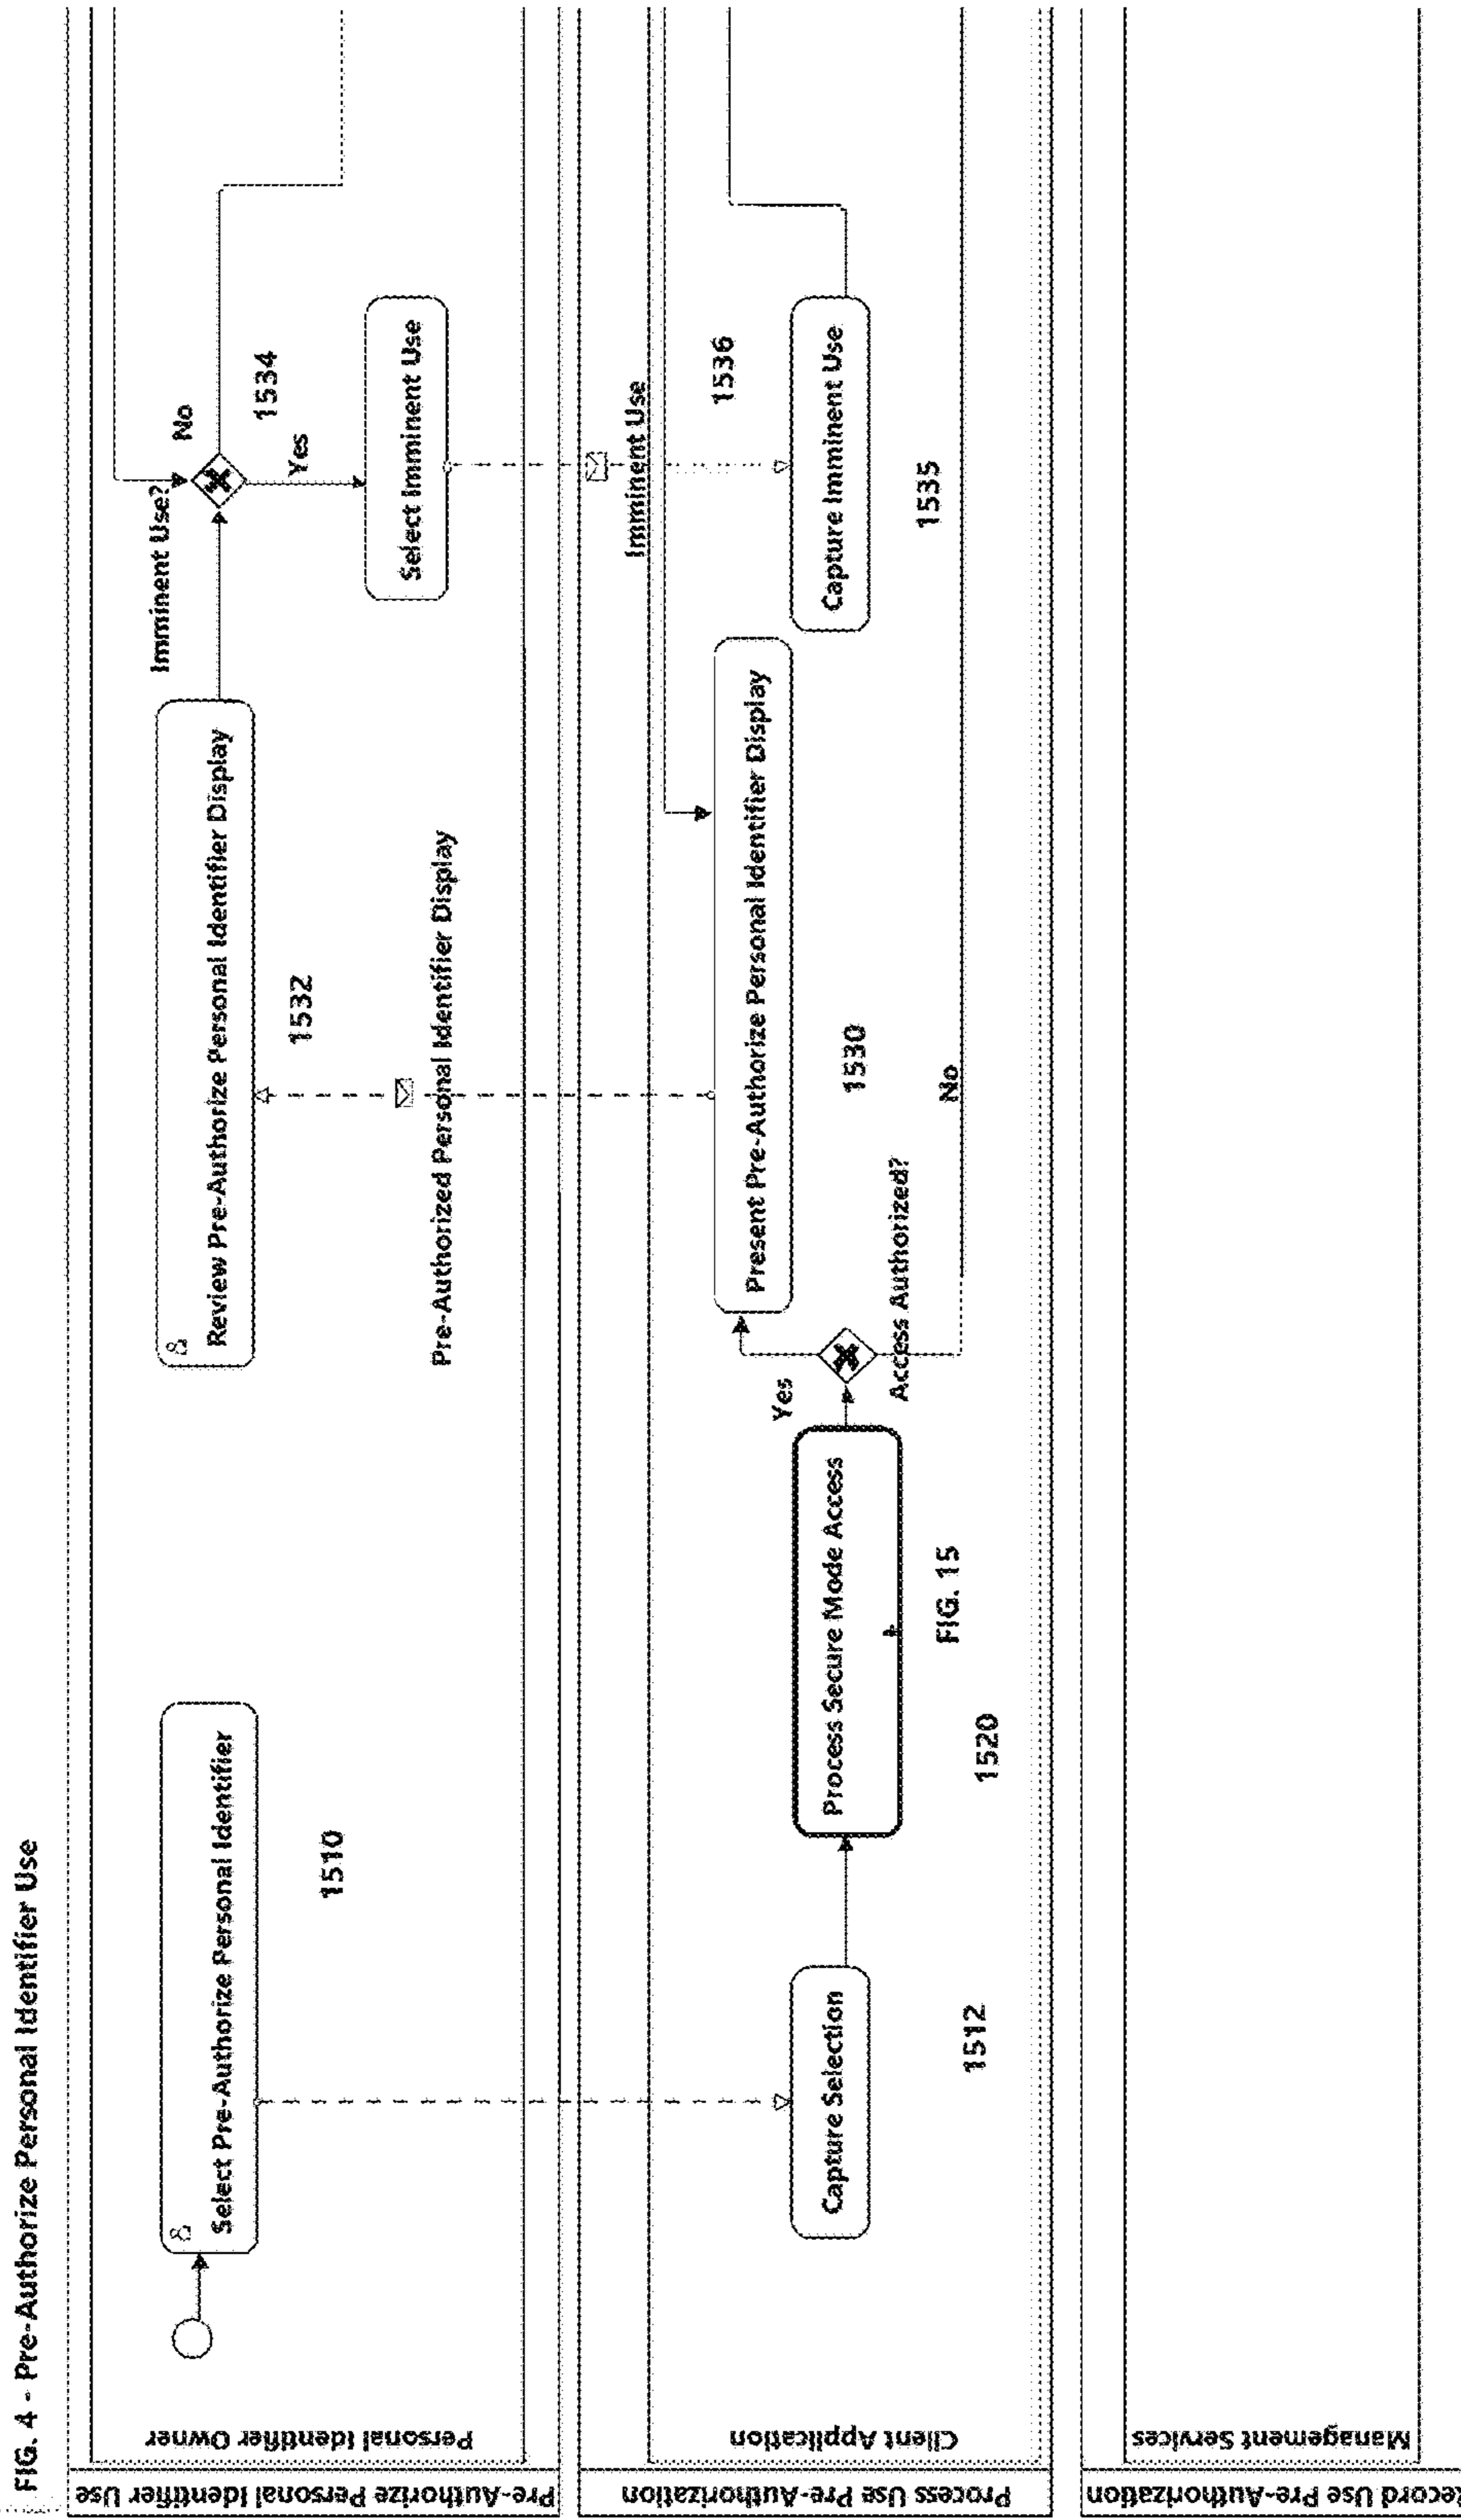 FIG. 4 - Pre-Authorize Personal Identifier Use
Pre-Authorize Personal Identifier Use
Personal Identifier Owner
Select Pre-Authorize Personal Identifier
1510
Review Pre-Authorize Personal Identifier Display
1532
Pre-Authorized Personal Identifier Display
Imminent Use?
No
1534
Yes
Select Imminent Use
Process Use Pre-Authorization
Client Application
Capture Selection
1512
Process Secure Mode Access
FIG. 15
1520
Yes
Access Authorized?
No
Present Pre-Authorize Personal Identifier Display
1530
Imminent Use
1536
Capture Imminent Use
1535
Record Use Pre-Authorization
Management Services